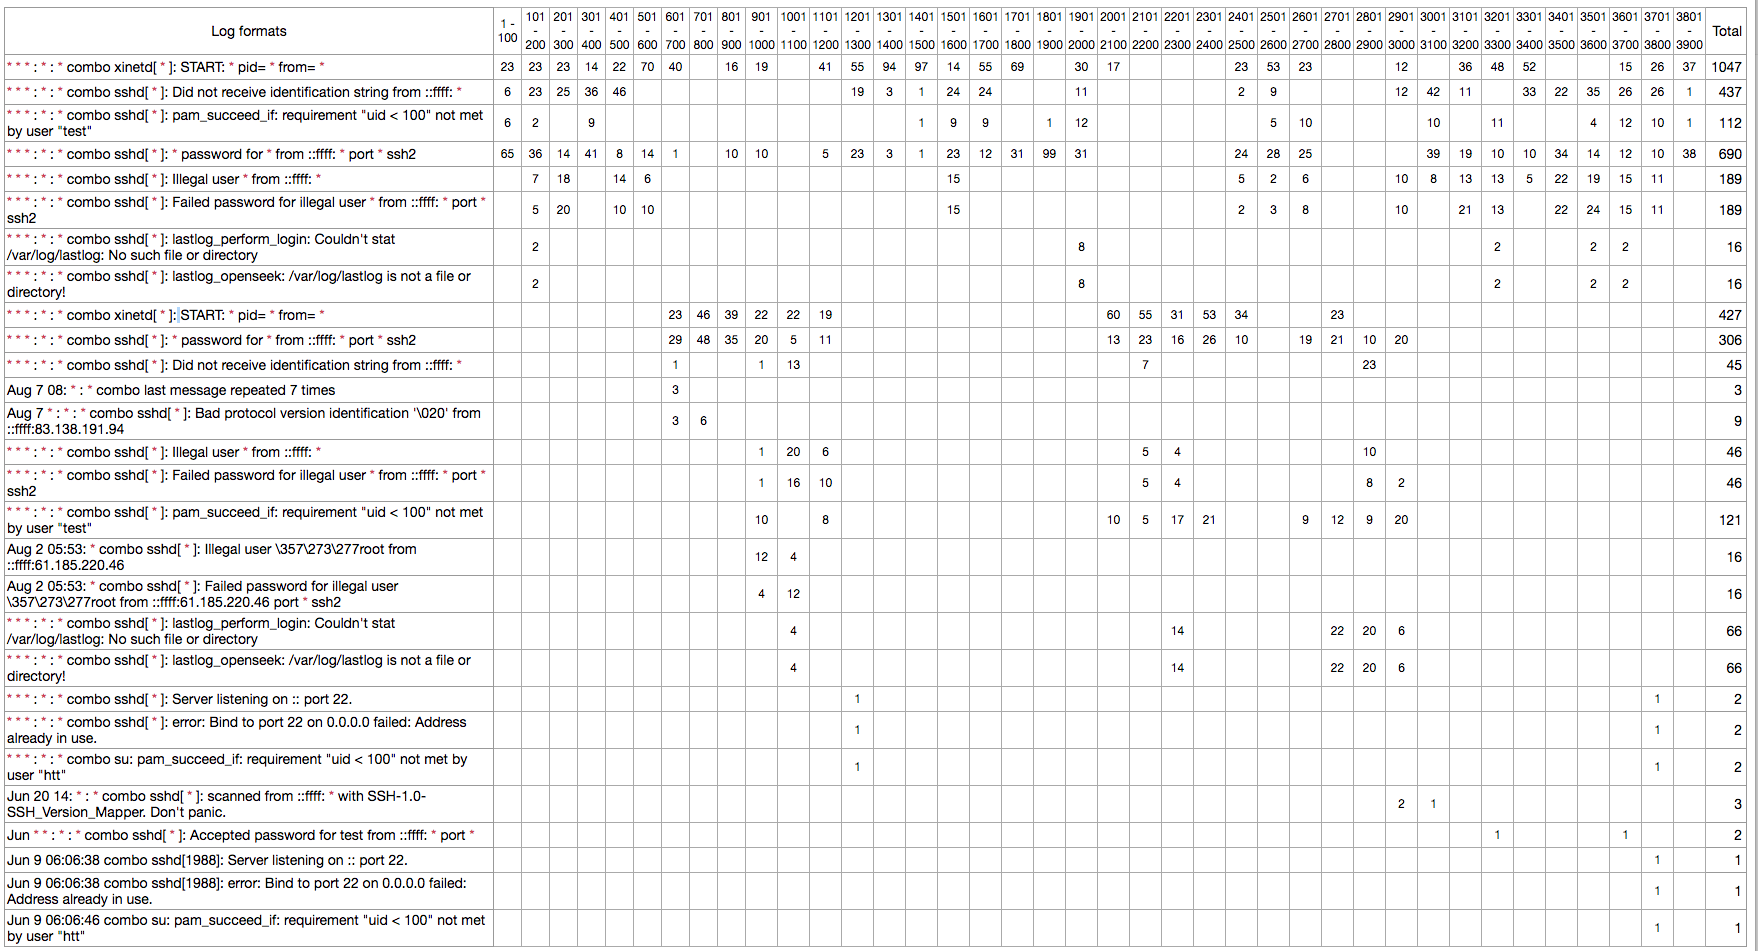 Log formats 1 - 100 101 - 200 201 - 300 301 - 400 401 - 500 501 - 600 601 - 700 701 - 800 801 - 900 901 - 1000 1001 - 1100 1101 - 1200 1201 - 1300 1301 - 1400 1401 - 1500 1501 - 1600 1601 - 1700 1701 - 1800 1801 - 1900 1901 - 2000 2001 - 2100 2101 - 2200 2201 - 2300 2301 - 2400 2401 - 2500 2501 - 2600 2601 - 2700 2701 - 2800 2801 - 2900 2901 - 3000 3001 - 3100 3101 - 3200 3201 - 3300 3301 - 3400 3401 - 3500 3501 - 3600 3601 - 3700 3701 - 3800 3801 - 3900 Total
* * * : * : * combo xinetd[ * ]: START: * pid= * from= * 23 23 23 14 22 70 40 16 19 41 55 94 97 14 55 69 30 17 23 53 23 12 36 48 52 15 26 37 1047
* * * : * : * combo sshd[ * ]: Did not receive identification string from ::ffff: * 6 23 25 36 46 19 3 1 24 24 11 2 9 12 42 11 33 22 35 26 26 1 437
* * * : * : * combo sshd[ * ]: pam_succeed_if: requirement "uid < 100" not met
by user "test" 6 2 9 1 9 9 1 12 5 10 10 11 4 12 10 1 112
* * * : * : * combo sshd[ * ]: * password for * from ::ffff: * port * ssh2 65 36 14 41 8 14 1 10 10 5 23 3 1 23 12 31 99 31 24 28 25 39 19 10 10 34 14 12 10 38 690
* * * : * : * combo sshd[ * ]: Illegal user * from ::ffff: * 7 18 14 6 15 5 2 6 10 8 13 13 5 22 19 15 11 189
* * * : * : * combo sshd[ * ]: Failed password for illegal user * from ::ffff: * port *
ssh2 5 20 10 10 15 2 3 8 10 21 13 22 24 15 11 189
* * * : * : * combo sshd[ * ]: lastlog_perform_login: Couldn't stat
/var/log/lastlog: No such file or directory 2 8 2 2 2 16
* * * : * : * combo sshd[ * ]: lastlog_openseek: /var/log/lastlog is not a file or
directory! 2 8 2 2 2 16
* * * : * : * combo xinetd[ * ]: START: * pid= * from= * 23 46 39 22 22 19 60 55 31 53 34 23 427
* * * : * : * combo sshd[ * ]: * password for * from ::ffff: * port * ssh2 29 48 35 20 5 11 13 23 16 26 10 19 21 10 20 306
* * * : * : * combo sshd[ * ]: Did not receive identification string from ::ffff: * 1 1 13 7 23 45
Aug 7 08: * : * combo last message repeated 7 times 3 3
Aug 7 * : * : * combo sshd[ * ]: Bad protocol version identification '\020' from
::ffff:83.138.191.94 3 6 9
* * * : * : * combo sshd[ * ]: Illegal user * from ::ffff: * 1 20 6 5 4 10 46
* * * : * : * combo sshd[ * ]: Failed password for illegal user * from ::ffff: * port *
ssh2 1 16 10 5 4 8 2 46
* * * : * : * combo sshd[ * ]: pam_succeed_if: requirement "uid < 100" not met
by user "test" 10 8 10 5 17 21 9 12 9 20 121
Aug 2 05:53: * combo sshd[ * ]: Illegal user \357\273\277root from
::ffff:61.185.220.46 12 4 16
Aug 2 05:53: * combo sshd[ * ]: Failed password for illegal user
\357\273\277root from ::ffff:61.185.220.46 port * ssh2 4 12 16
* * * : * : * combo sshd[ * ]: lastlog_perform_login: Couldn't stat
/var/log/lastlog: No such file or directory 4 14 22 20 6 66
* * * : * : * combo sshd[ * ]: lastlog_openseek: /var/log/lastlog is not a file or
directory! 4 14 22 20 6 66
* * * : * : * combo sshd[ * ]: Server listening on :: port 22. 1 1 2
* * * : * : * combo sshd[ * ]: error: Bind to port 22 on 0.0.0.0 failed: Address
already in use. 1 1 2
* * * : * : * combo su: pam_succeed_if: requirement "uid < 100" not met by
user "htt" 1 1 2
Jun 20 14: * : * combo sshd[ * ]: scanned from ::ffff: * with SSH-1.0-
SSH_Version_Mapper. Don't panic. 2 1 3
Jun * * : * : * combo sshd[ * ]: Accepted password for test from ::ffff: * port * 1 1 2
Jun 9 06:06:38 combo sshd[1988]: Server listening on :: port 22. 1 1
Jun 9 06:06:38 combo sshd[1988]: error: Bind to port 22 on 0.0.0.0 failed:
Address already in use. 1 1
Jun 9 06:06:46 combo su: pam_succeed_if: requirement "uid < 100" not met
by user "htt" 1 1